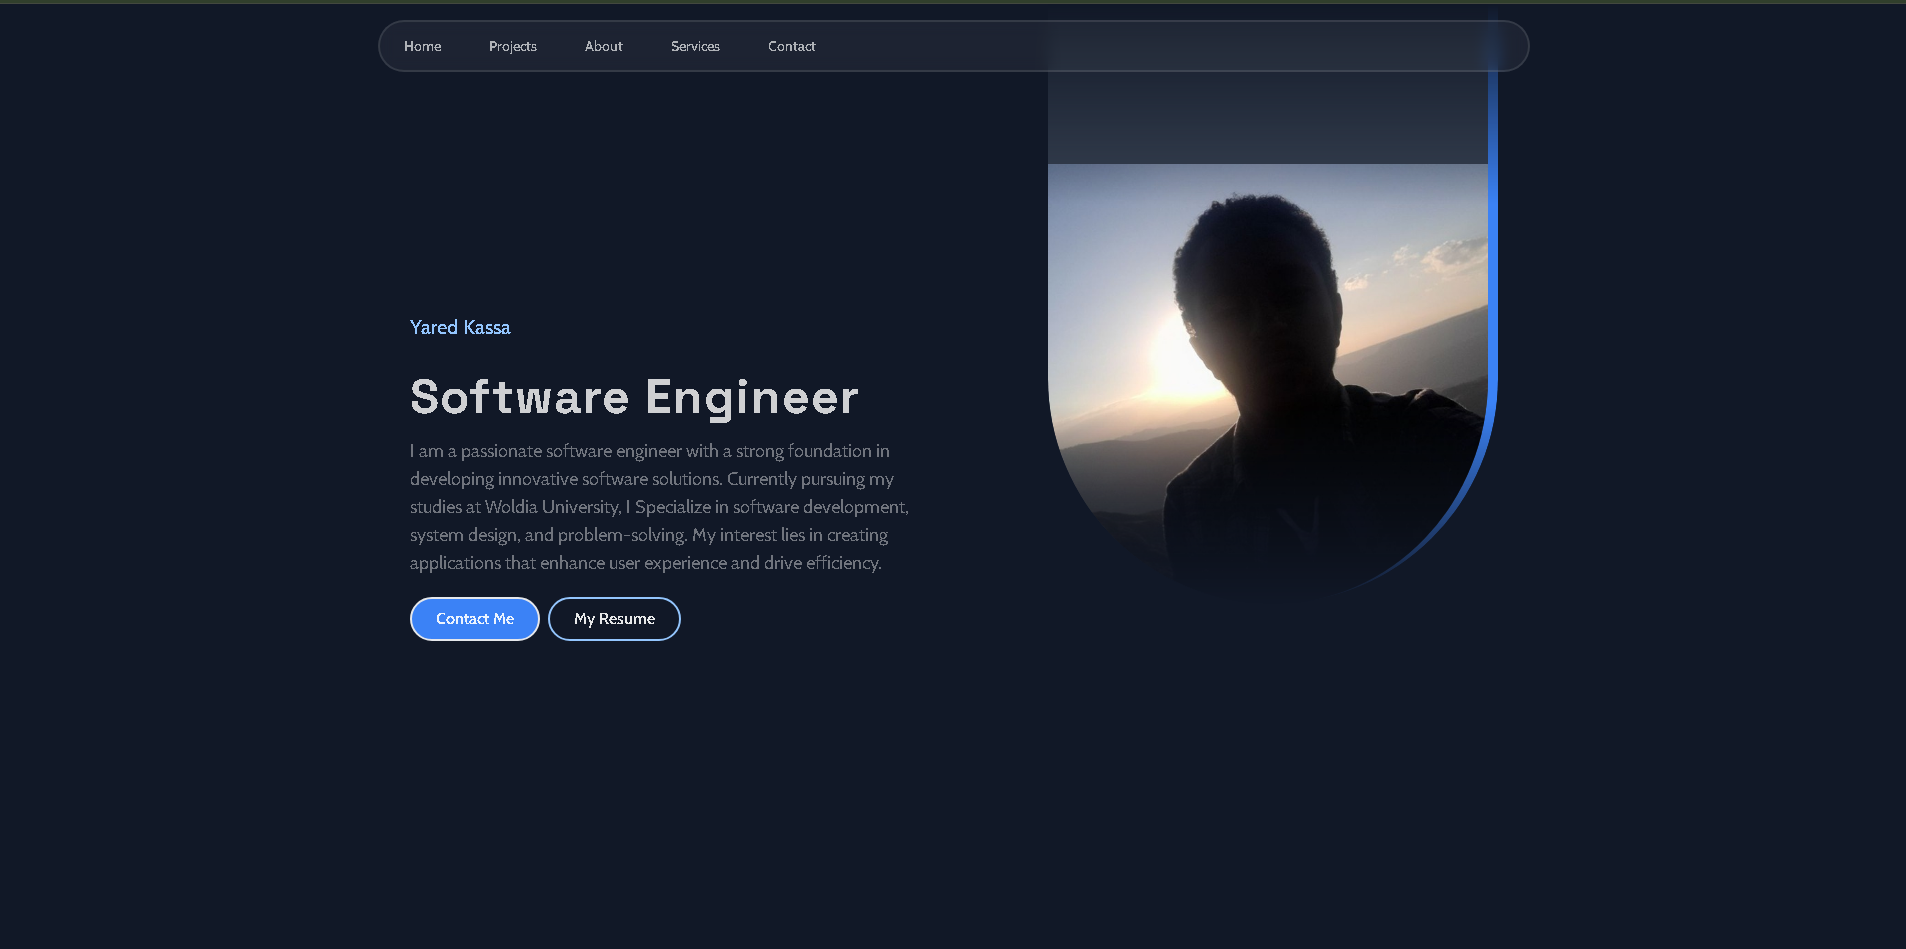 Home Projects About Services Contact
Yared Kassa
Software Engineer
I am a passionate software engineer with a strong foundation in
developing innovative software solutions. Currently pursuing my
studies at Woldia University, I Specialize in software development,
system design, and problem-solving. My interest lies in creating
applications that enhance user experience and drive efficiency.
Contact Me My Resume